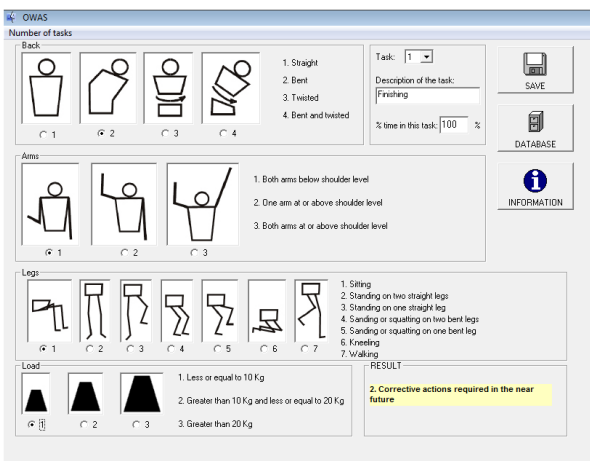 OWAS
Number of tasks
Back
1. Straight
2. Bent
3. Twisted
4. Bent and twisted
1 2 3 4
Task: 1
Description of the task:
Finishing
% time in this task: 100 %
SAVE
DATABASE
INFORMATION
Arms
1. Both arms below shoulder level
2. One arm at or above shoulder level
3. Both arms at or above shoulder level
1 2 3
Legs
1. Sitting
2. Standing on two straight legs
3. Standing on one straight leg
4. Sanding or squatting on two bent legs
5. Sanding or squatting on one bent leg
6. Kneeling
7. Walking
1 2 3 4 5 6 7
Load
1. Less or equal to 10 Kg
2. Greater than 10 Kg and less or equal to 20 Kg
3. Greater than 20 Kg
1 2 3
RESULT
2. Corrective actions required in the near
future